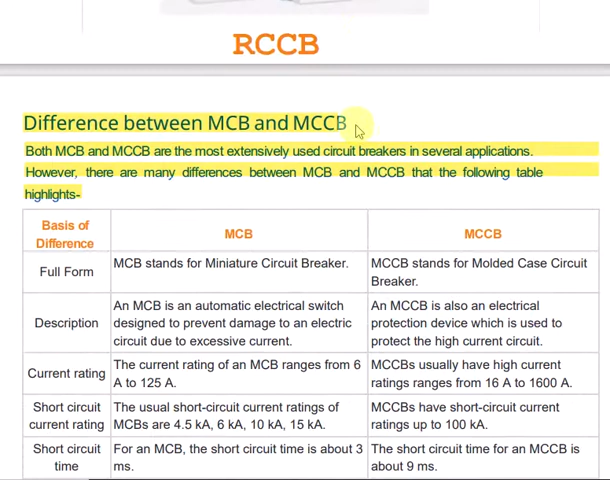 RCCB
Difference between MCB and MCCB
Both MCB and MCCB are the most extensively used circuit breakers in several applications.
However, there are many differences between MCB and MCCB that the following table
highlights-
Basis of
Difference
MCB
MCCB
Full Form
MCB stands for Miniature Circuit Breaker.
MCCB stands for Molded Case Circuit
Breaker.
Description
An MCB is an automatic electrical switch
designed to prevent damage to an electric
circuit due to excessive current.
An MCCB is also an electrical
protection device which is used to
protect the high current circuit.
Current rating
The current rating of an MCB ranges from 6
A to 125 A.
MCCBs usually have high current
ratings ranges from 16 A to 1600 A.
Short circuit
current rating
The usual short-circuit current ratings of
MCBs are 4.5 kA, 6 kA, 10 kA, 15 kA.
MCCBs have short-circuit current
ratings up to 100 kA.
Short circuit
time
For an MCB, the short circuit time is about 3
ms.
The short circuit time for an MCCB is
about 9 ms.